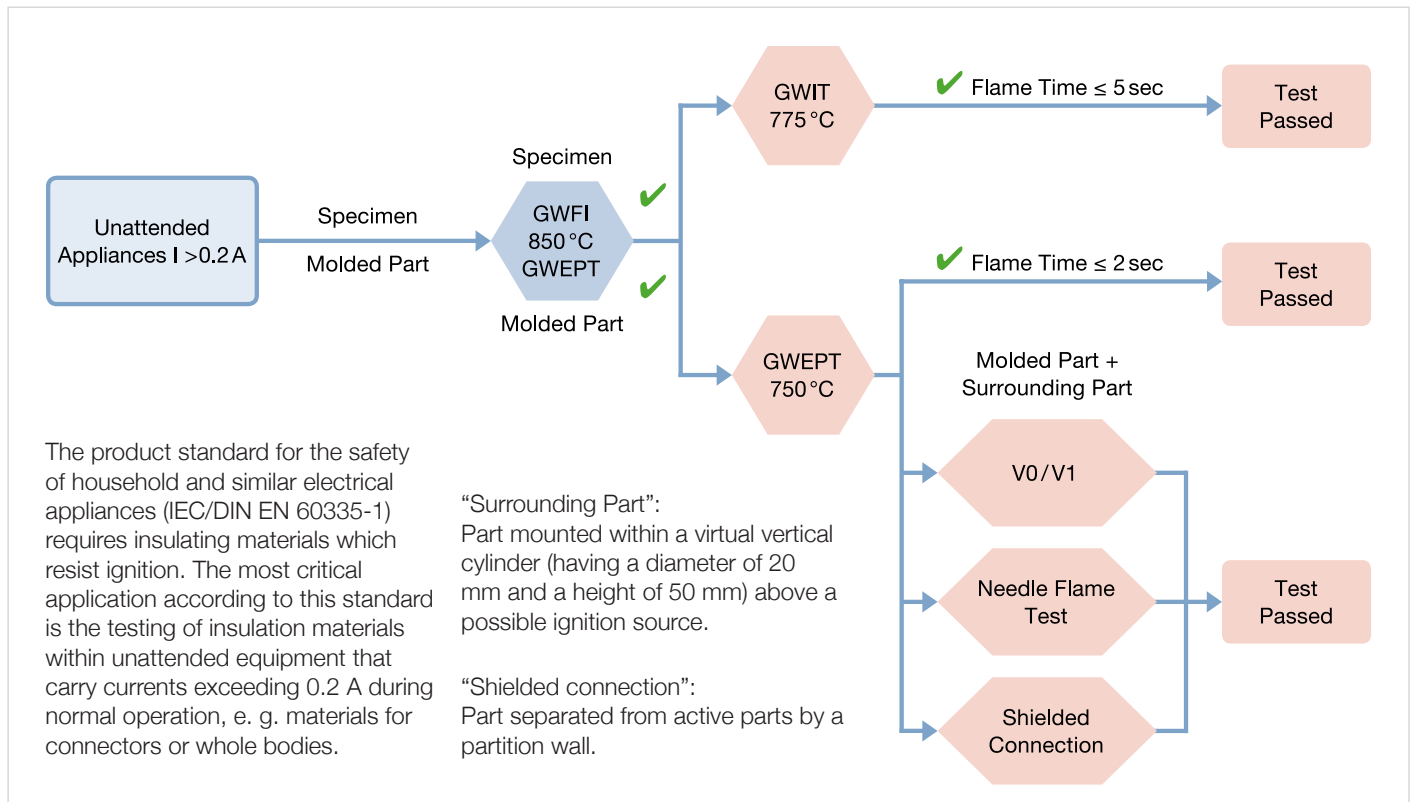 Unattended
Appliances I >0.2 A
Specimen
Molded Part
Specimen
GWFI
850 °C
GWEPT
Molded Part
GWIT
775 °C
Flame Time ≤ 5 sec
Test
Passed
GWEPT
750 °C
Flame Time ≤ 2 sec
Test
Passed
Molded Part +
Surrounding Part
V0 / V1
Needle Flame
Test
Shielded
Connection
Test
Passed
The product standard for the safety
of household and similar electrical
appliances (IEC/DIN EN 60335-1)
requires insulating materials which
resist ignition. The most critical
application according to this standard
is the testing of insulation materials
within unattended equipment that
carry currents exceeding 0.2 A during
normal operation, e. g. materials for
connectors or whole bodies.
“Surrounding Part”:
Part mounted within a virtual vertical
cylinder (having a diameter of 20
mm and a height of 50 mm) above a
possible ignition source.
“Shielded connection”:
Part separated from active parts by a
partition wall.